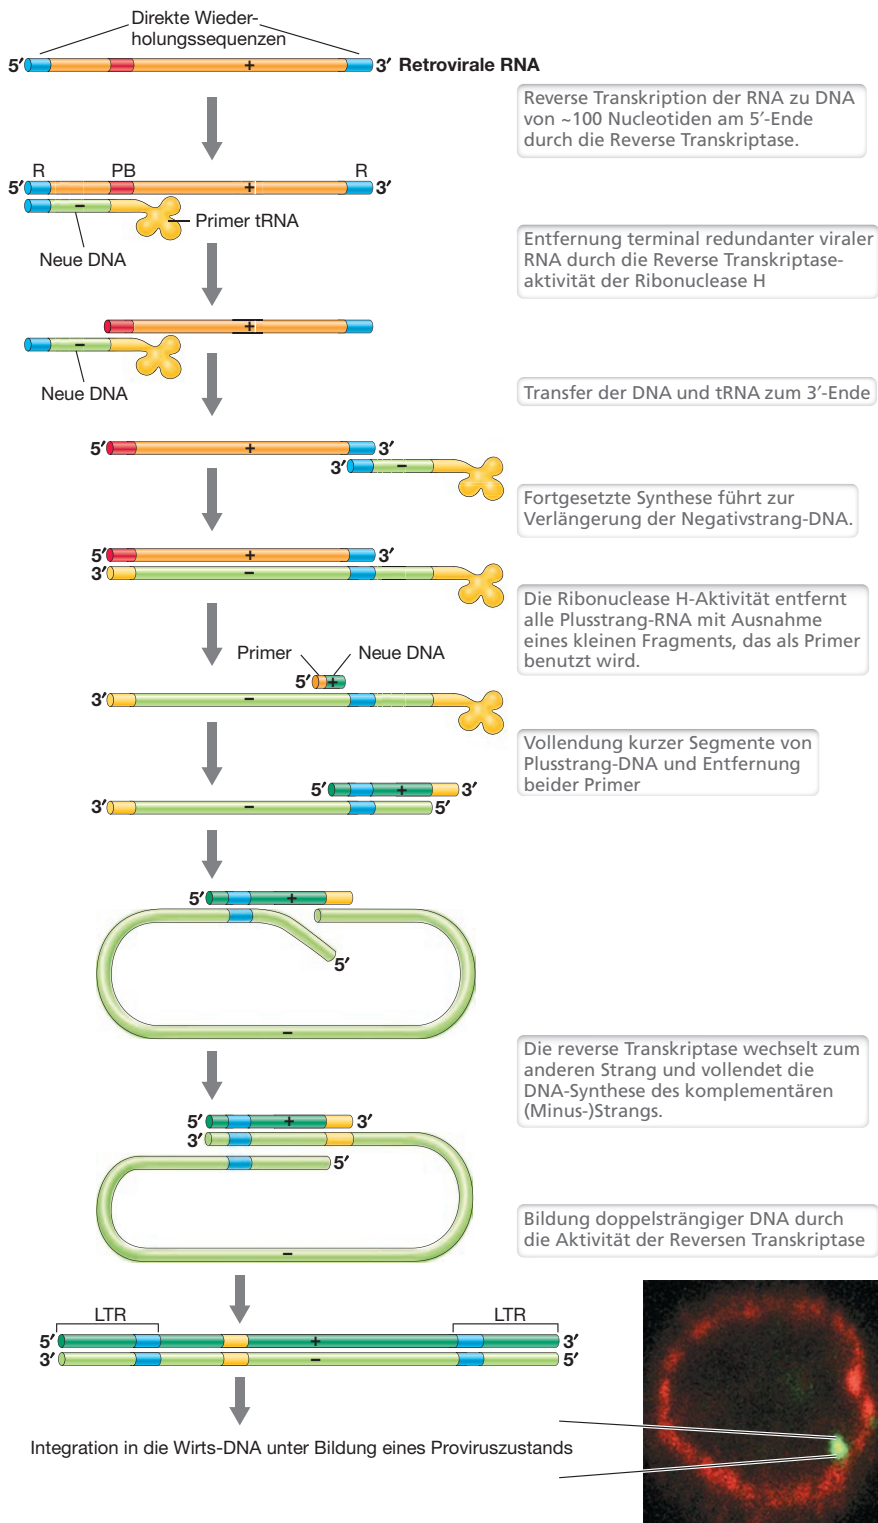 Direkte Wieder-
holungssequenzen
5′ + 3′ Retrovirale RNA
Reverse Transkription der RNA zu DNA
von ~100 Nucleotiden am 5′-Ende
durch die Reverse Transkriptase.
R PB R
5′ + 3′
− Primer tRNA
Neue DNA
Entfernung terminal redundanter viraler
RNA durch die Reverse Transkriptase-
aktivität der Ribonuclease H
+
−
Neue DNA
Transfer der DNA und tRNA zum 3′-Ende
5′ + 3′
3′ −
Fortgesetzte Synthese führt zur
Verlängerung der Negativstrang-DNA.
5′ + 3′
3′ −
Die Ribonuclease H-Aktivität entfernt
alle Plusstrang-RNA mit Ausnahme
eines kleinen Fragments, das als Primer
benutzt wird.
Primer Neue DNA
5′ +
3′ −
Vollendung kurzer Segmente von
Plusstrang-DNA und Entfernung
beider Primer
5′ + 3′
3′ − 5′
5′ +
5′
−
Die reverse Transkriptase wechselt zum
anderen Strang und vollendet die
DNA-Synthese des komplementären
(Minus-)Strangs.
5′ + 3′
3′
5′
−
Bildung doppelsträngiger DNA durch
die Aktivität der Reversen Transkriptase
LTR LTR
5′ + 3′
3′ − 5′
Integration in die Wirts-DNA unter Bildung eines Proviruszustands